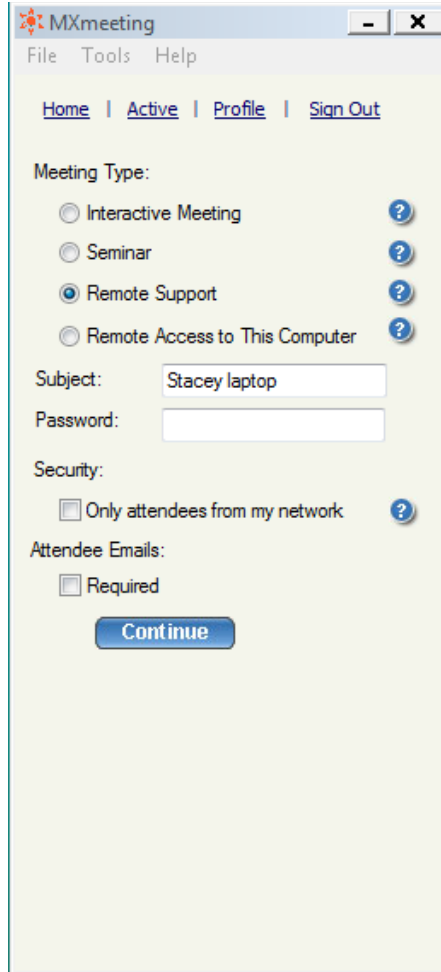 MXmeeting
File Tools Help
Home | Active | Profile | Sign Out
Meeting Type:
Interactive Meeting ?
Seminar ?
Remote Support ?
Remote Access to This Computer ?
Subject: Stacey laptop
Password:
Security:
Only attendees from my network ?
Attendee Emails:
Required
Continue